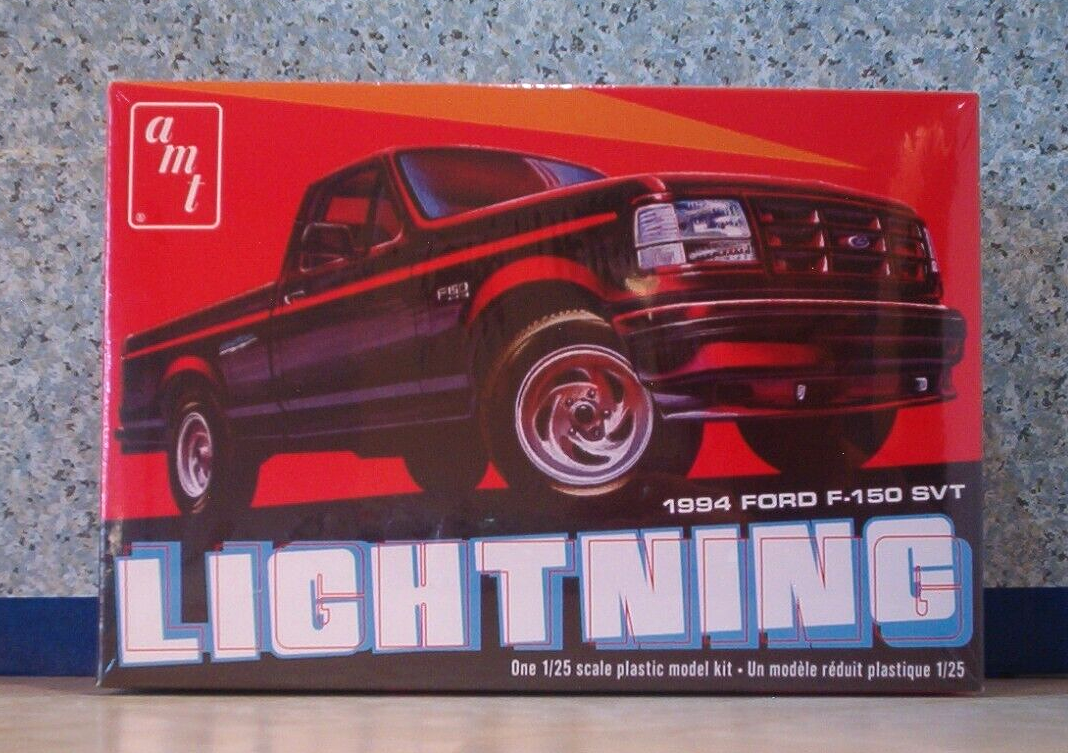 amt
®
F150
Ford
1994 FORD F-150 SVT
LIGHTNING
One 1/25 scale plastic model kit • Un modèle réduit plastique 1/25